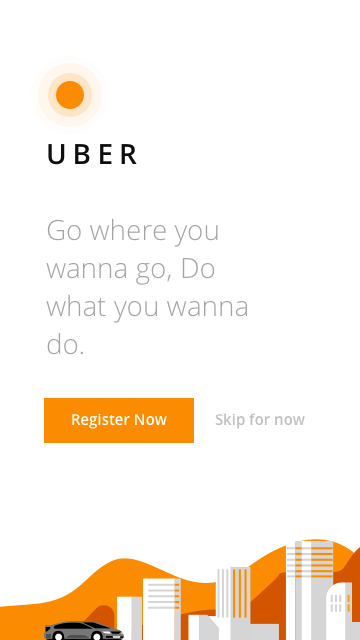 UBER
Go where you
wanna go, Do
what you wanna
do.
Register Now
Skip for now